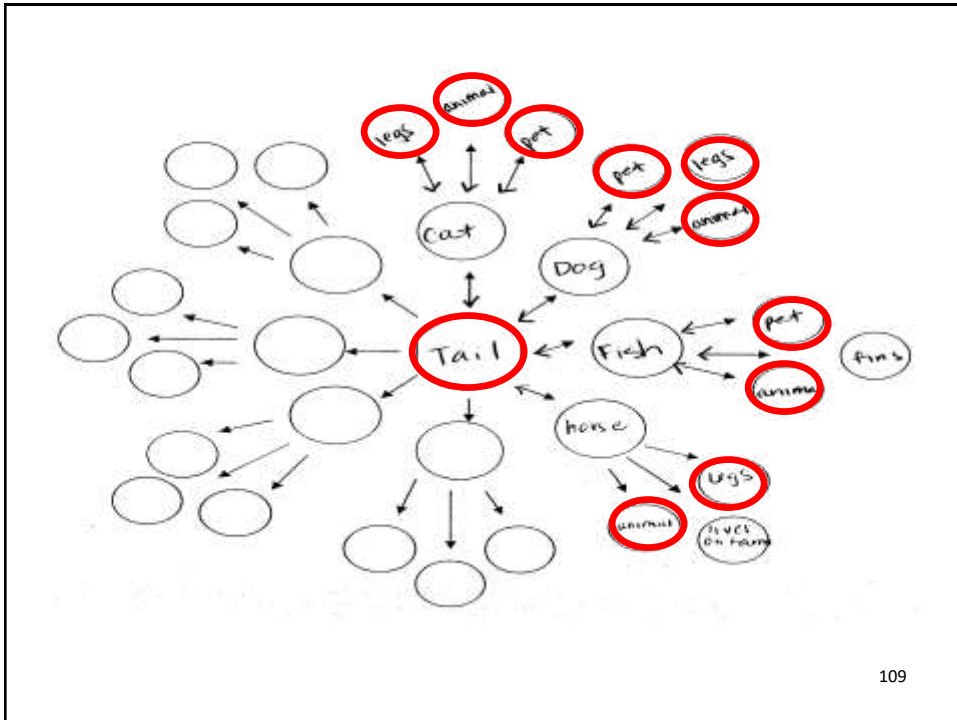 animal
legs
pet
pet
legs
animal
Cat
Dog
pet
Tail
Fish
fins
anima
horse
legs
animal
lives
on farm
109